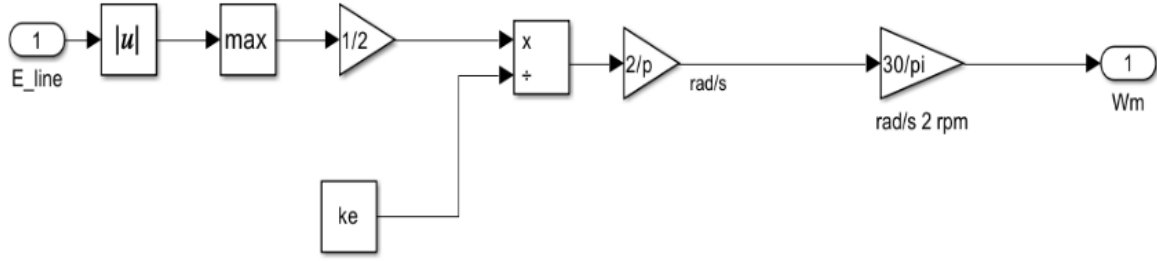 1
E_line
|u|
max
1/2
x
÷
ke
2/p
rad/s
30/pi
rad/s 2 rpm
1
Wm